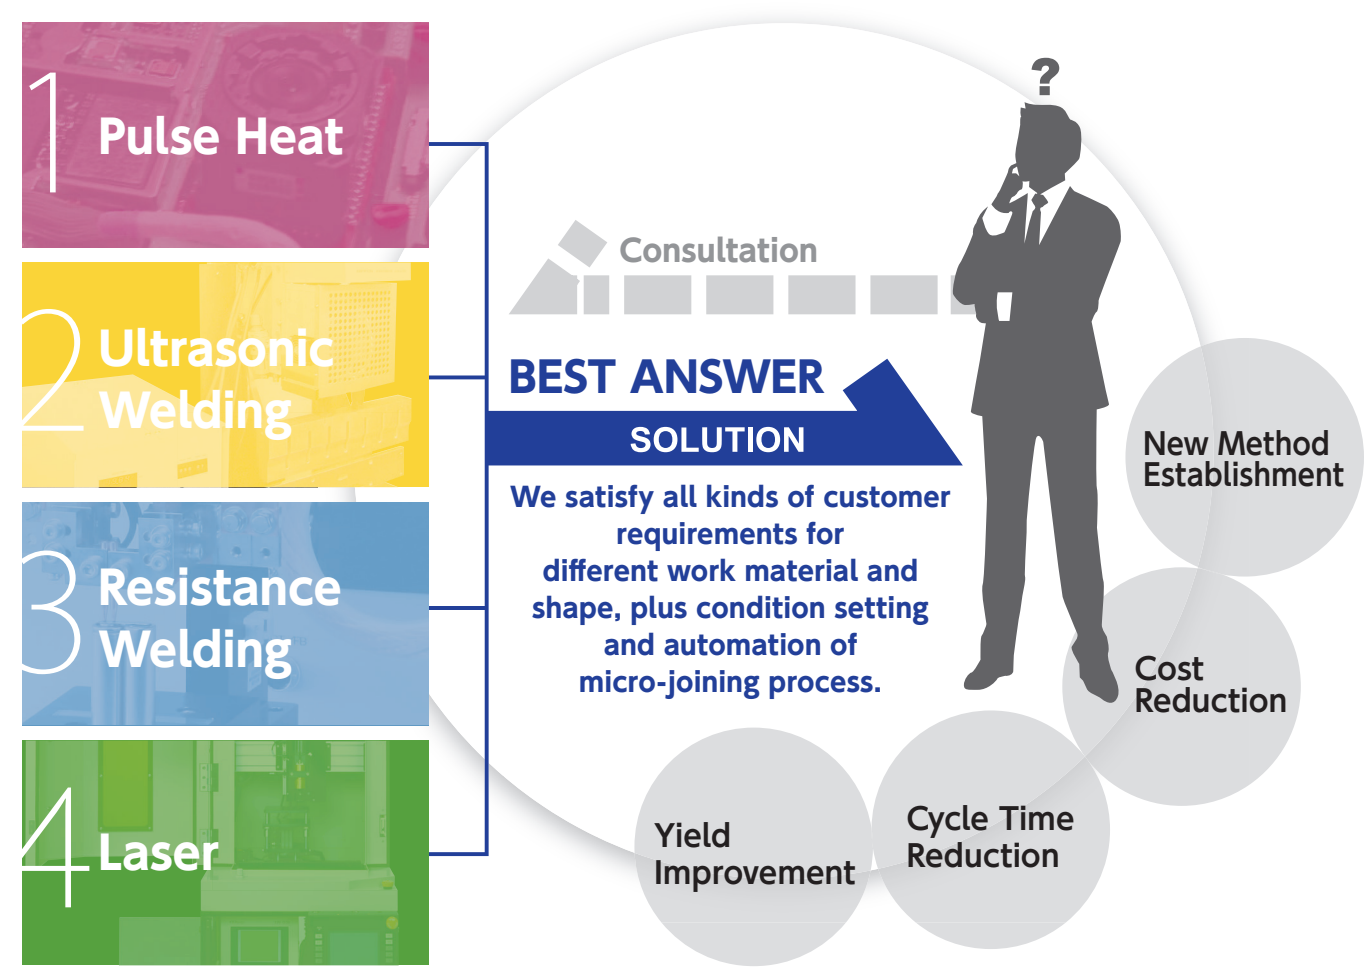 1
Pulse Heat
2
Ultrasonic
Welding
3
Resistance
Welding
4
Laser
?
Consultation
BEST ANSWER
SOLUTION
We satisfy all kinds of customer
requirements for
different work material and
shape, plus condition setting
and automation of
micro-joining process.
New Method
Establishment
Cost
Reduction
Cycle Time
Reduction
Yield
Improvement